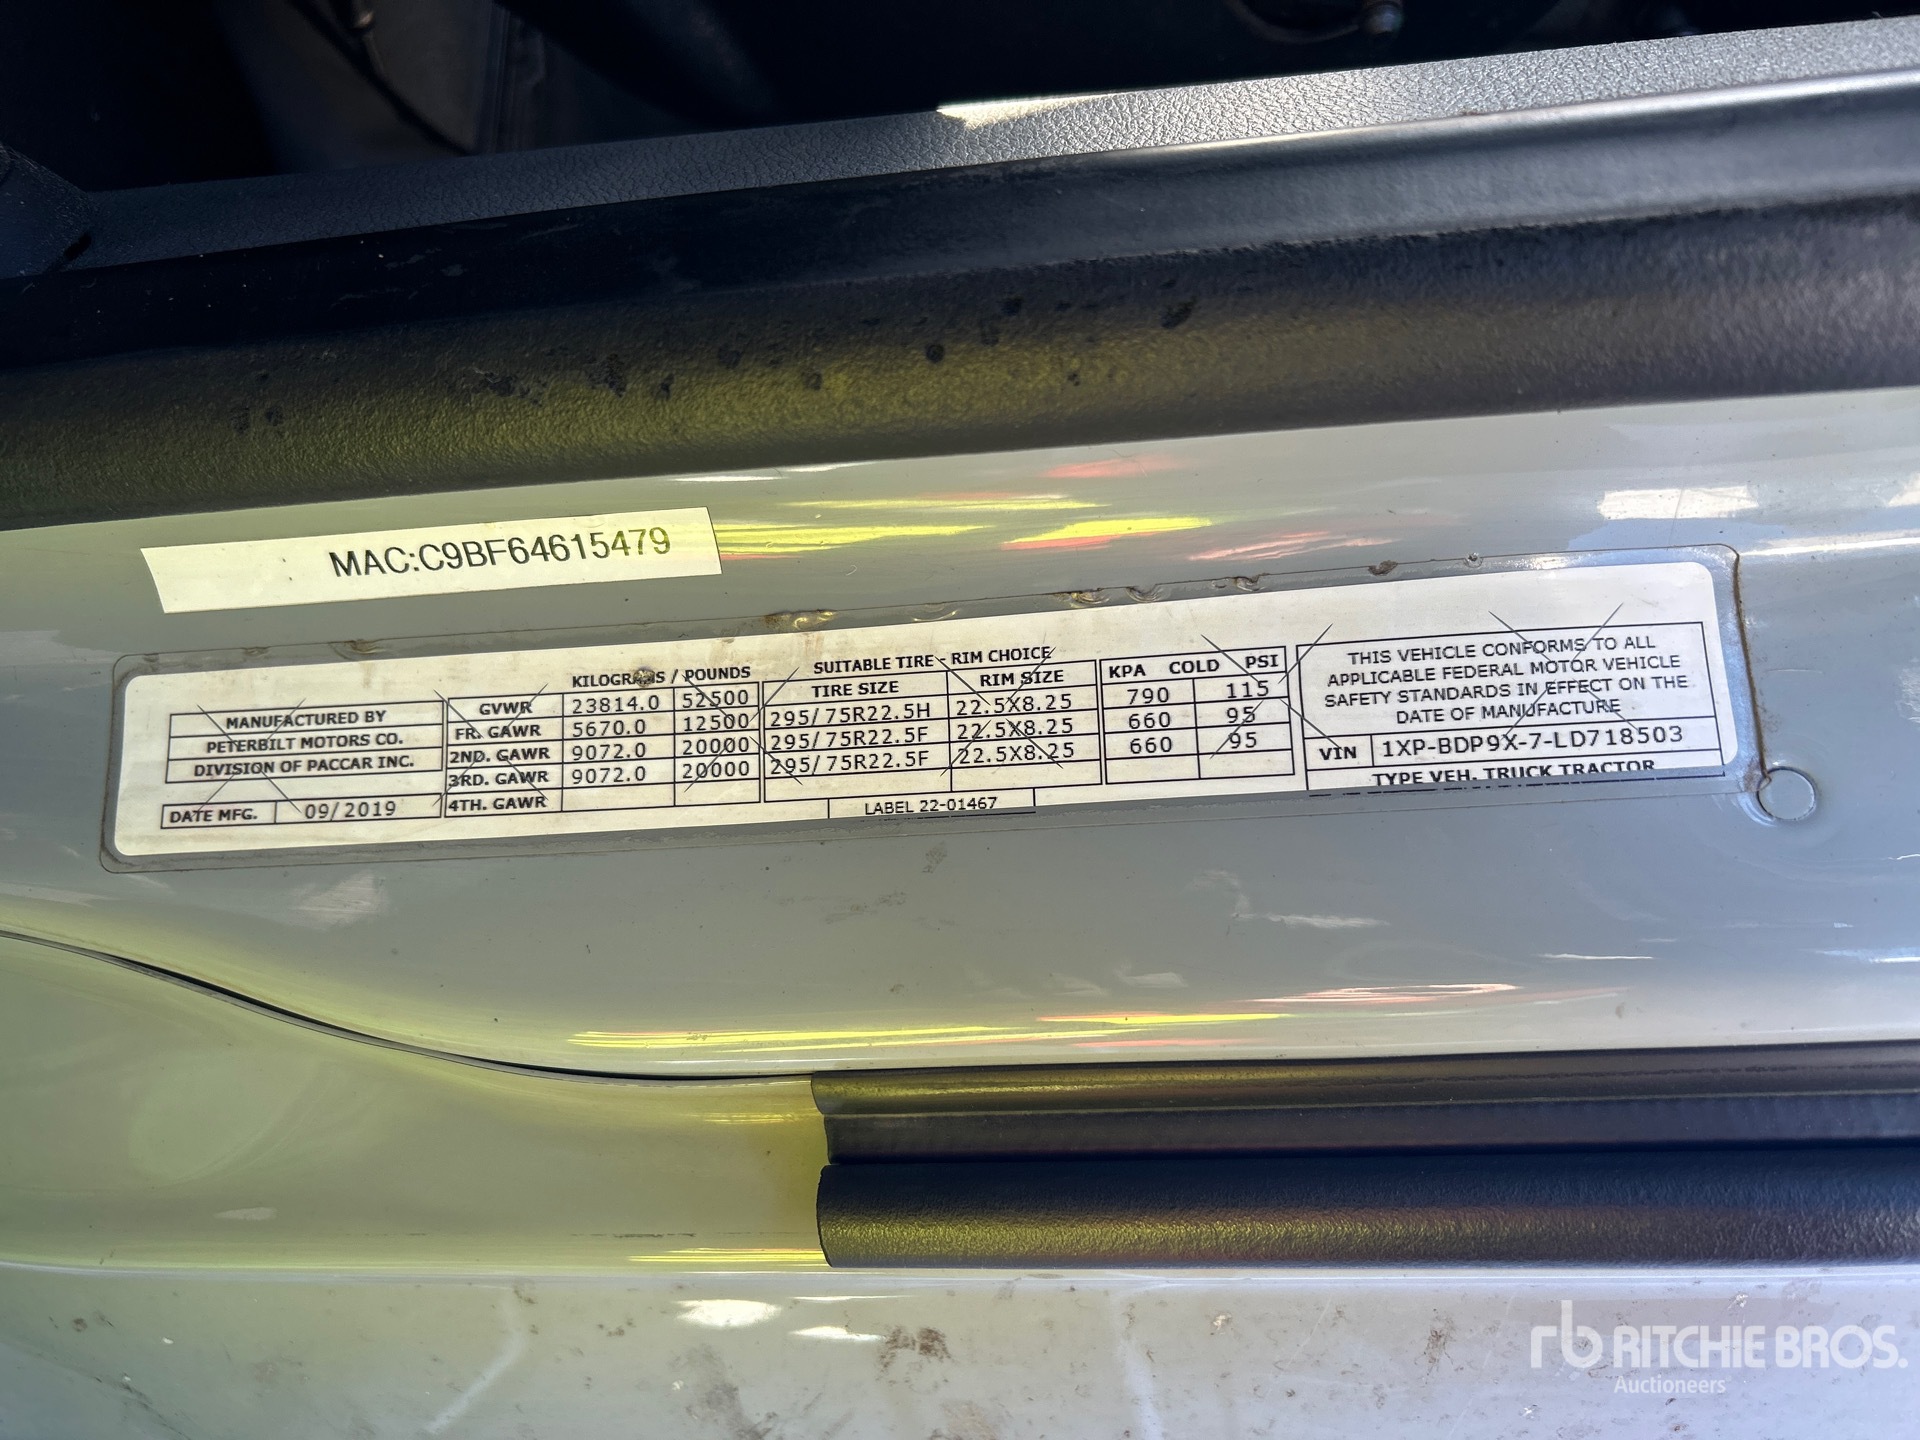 MAC:C9BF64615479
MANUFACTURED BY
PETERBILT MOTORS CO.
DIVISION OF PACCAR INC.
DATE MFG. 09/2019
KILOGRAMS / POUNDS
GVWR 23814.0 52500
FR. GAWR 5670.0 12500
2ND. GAWR 9072.0 20000
3RD. GAWR 9072.0 20000
4TH. GAWR
SUITABLE TIRE - RIM CHOICE
TIRE SIZE RIM SIZE
295/75R22.5H 22.5X8.25
295/75R22.5F 22.5X8.25
295/75R22.5F 22.5X8.25
LABEL 22-01467
KPA COLD PSI
790 115
660 95
660 95
THIS VEHICLE CONFORMS TO ALL
APPLICABLE FEDERAL MOTOR VEHICLE
SAFETY STANDARDS IN EFFECT ON THE
DATE OF MANUFACTURE
VIN 1XP-BDP9X-7-LD718503
TYPE VEH. TRUCK TRACTOR
rb RITCHIE BROS.
Auctioneers